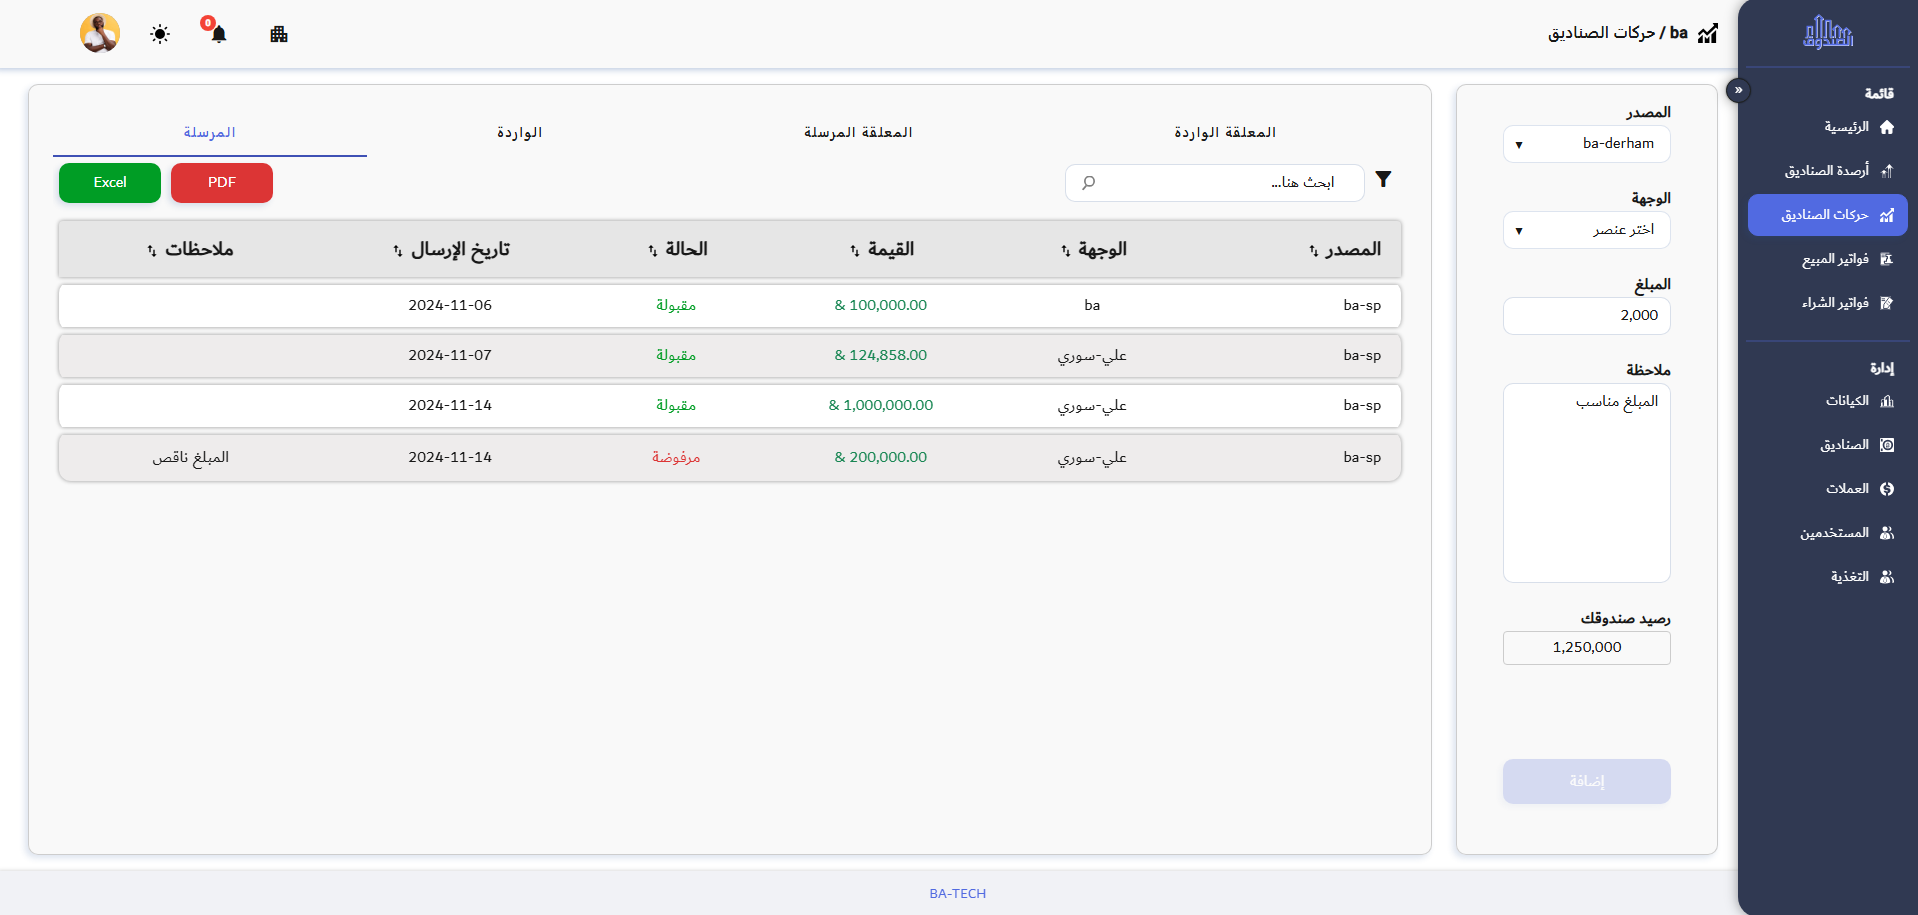 الصندوق
قائمة
الرئيسية
أرصدة الصناديق
حركات الصناديق
فواتير المبيع
فواتير الشراء
إدارة
الكيانات
الصناديق
العملات
المستخدمين
التغذية
»
ba / حركات الصناديق
0
المصدر
ba-derham
الوجهة
اختر عنصر
المبلغ
2,000
ملاحظة
المبلغ مناسب
رصيد صندوقك
1,250,000
إضافة
المعلقة الواردة المعلقة المرسلة الواردة المرسلة
ابحث هنا...
PDF
Excel
المصدر الوجهة القيمة الحالة تاريخ الإرسال ملاحظات
ba-sp ba & 100,000.00 مقبولة 2024-11-06
ba-sp علي-سوري & 124,858.00 مقبولة 2024-11-07
ba-sp علي-سوري & 1,000,000.00 مقبولة 2024-11-14
ba-sp علي-سوري & 200,000.00 مرفوضة 2024-11-14 المبلغ ناقص
BA-TECH